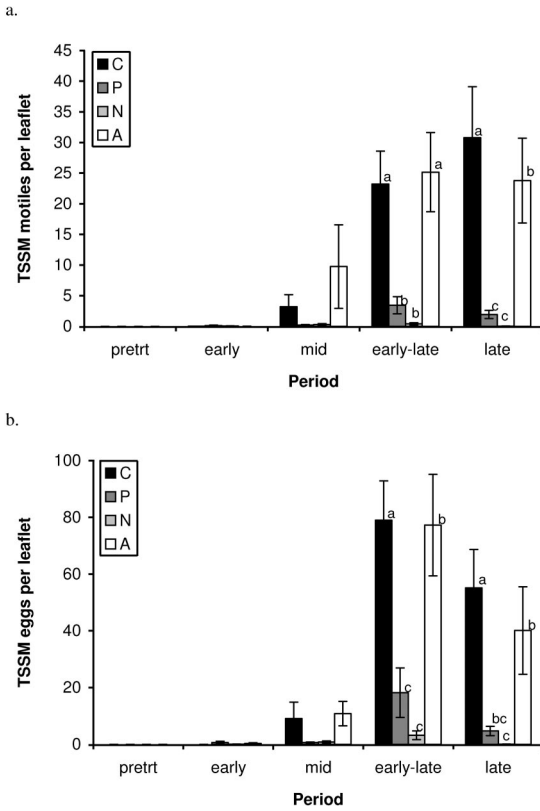 a.
45
40
35
30
25
20
15
10
5
0
TSSM motiles per leaflet
C
P
N
A
a
b
b
a
a
c
c
b
pretrt early mid early-late late
Period
b.
100
80
60
40
20
0
TSSM eggs per leaflet
C
P
N
A
a
c
c
b
a
bc
c
b
pretrt early mid early-late late
Period